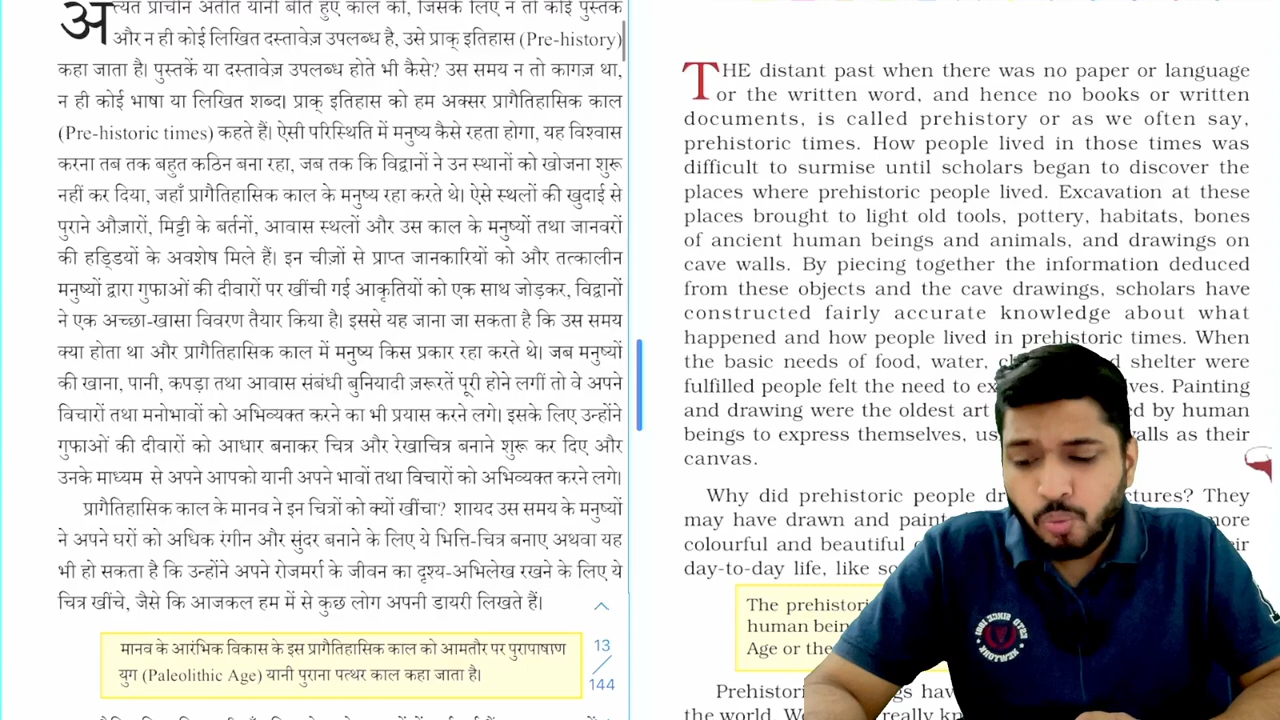 अत्यंत प्राचीन अतीत यानी बीते हुए काल को, जिसके लिए न तो कोई पुस्तक
और न ही कोई लिखित दस्तावेज़ उपलब्ध है, उसे प्राक् इतिहास (Pre-history)
कहा जाता है। पुस्तकें या दस्तावेज़ उपलब्ध होते भी कैसे? उस समय न तो कागज़ था,
न ही कोई भाषा या लिखित शब्द। प्राक् इतिहास को हम अक्सर प्रागैतिहासिक काल
(Pre-historic times) कहते हैं। ऐसी परिस्थिति में मनुष्य कैसे रहता होगा, यह विश्वास
करना तब तक बहुत कठिन बना रहा, जब तक कि विद्वानों ने उन स्थानों को खोजना शुरू
नहीं कर दिया, जहाँ प्रागैतिहासिक काल के मनुष्य रहा करते थे। ऐसे स्थलों की खुदाई से
पुराने औज़ारों, मिट्टी के बर्तनों, आवास स्थलों और उस काल के मनुष्यों तथा जानवरों
की हड्डियों के अवशेष मिले हैं। इन चीज़ों से प्राप्त जानकारियों को और तत्कालीन
मनुष्यों द्वारा गुफाओं की दीवारों पर खींची गई आकृतियों को एक साथ जोड़कर, विद्वानों
ने एक अच्छा-खासा विवरण तैयार किया है। इससे यह जाना जा सकता है कि उस समय
क्या होता था और प्रागैतिहासिक काल में मनुष्य किस प्रकार रहा करते थे। जब मनुष्यों
की खाना, पानी, कपड़ा तथा आवास संबंधी बुनियादी ज़रूरतें पूरी होने लगीं तो वे अपने
विचारों तथा मनोभावों को अभिव्यक्त करने का भी प्रयास करने लगे। इसके लिए उन्होंने
गुफाओं की दीवारों को आधार बनाकर चित्र और रेखाचित्र बनाने शुरू कर दिए और
उनके माध्यम से अपने आपको यानी अपने भावों तथा विचारों को अभिव्यक्त करने लगे।
प्रागैतिहासिक काल के मानव ने इन चित्रों को क्यों खींचा? शायद उस समय के मनुष्यों
ने अपने घरों को अधिक रंगीन और सुंदर बनाने के लिए ये भित्ति-चित्र बनाए अथवा यह
भी हो सकता है कि उन्होंने अपने रोजमर्रा के जीवन का दृश्य-अभिलेख रखने के लिए ये
चित्र खींचे, जैसे कि आजकल हम में से कुछ लोग अपनी डायरी लिखते हैं।
मानव के आरंभिक विकास के इस प्रागैतिहासिक काल को आमतौर पर पुरापाषाण
युग (Paleolithic Age) यानी पुराना पत्थर काल कहा जाता है।
13
144
THE distant past when there was no paper or language
or the written word, and hence no books or written
documents, is called prehistory or as we often say,
prehistoric times. How people lived in those times was
difficult to surmise until scholars began to discover the
places where prehistoric people lived. Excavation at these
places brought to light old tools, pottery, habitats, bones
of ancient human beings and animals, and drawings on
cave walls. By piecing together the information deduced
from these objects and the cave drawings, scholars have
constructed fairly accurate knowledge about what
happened and how people lived in prehistoric times. When
the basic needs of food, water, shelter were
fulfilled people felt the need to Painting
and drawing were the oldest art by human
beings to express themselves, walls as their
canvas.
Why did prehistoric people They
may have drawn and more
colourful and beautiful
day-to-day life, like
The
human
Age or the
have
the world. really